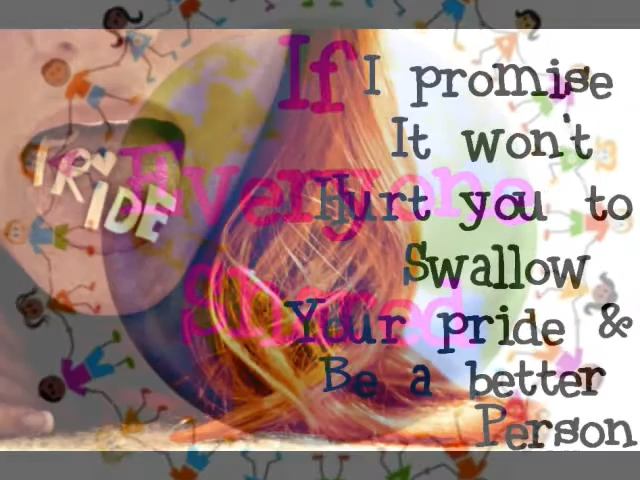 If
Everyone
Shared
PRIDE
I promise
It won't
Hurt you to
Swallow
Your pride &
Be a better
Person